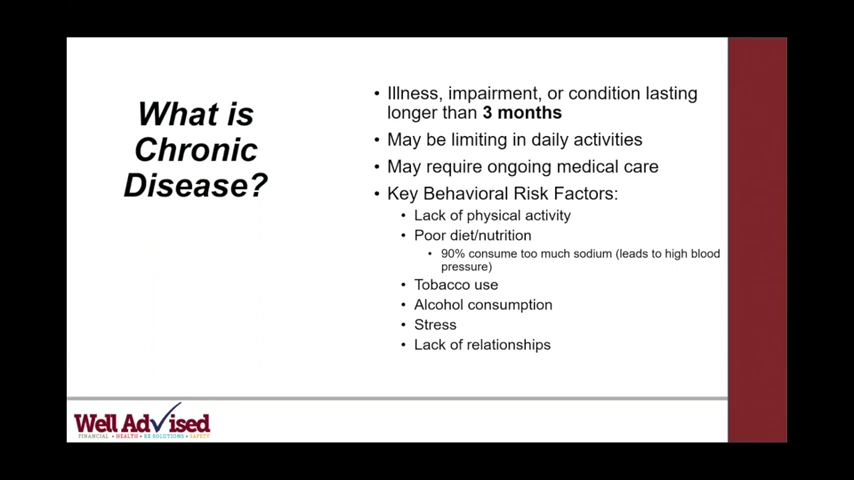 What is
Chronic
Disease?
• Illness, impairment, or condition lasting
longer than 3 months
• May be limiting in daily activities
• May require ongoing medical care
• Key Behavioral Risk Factors:
• Lack of physical activity
• Poor diet/nutrition
• 90% consume too much sodium (leads to high blood
pressure)
• Tobacco use
• Alcohol consumption
• Stress
• Lack of relationships
Well Advised
FINANCIAL • HEALTH • RX SOLUTIONS • SAFETY